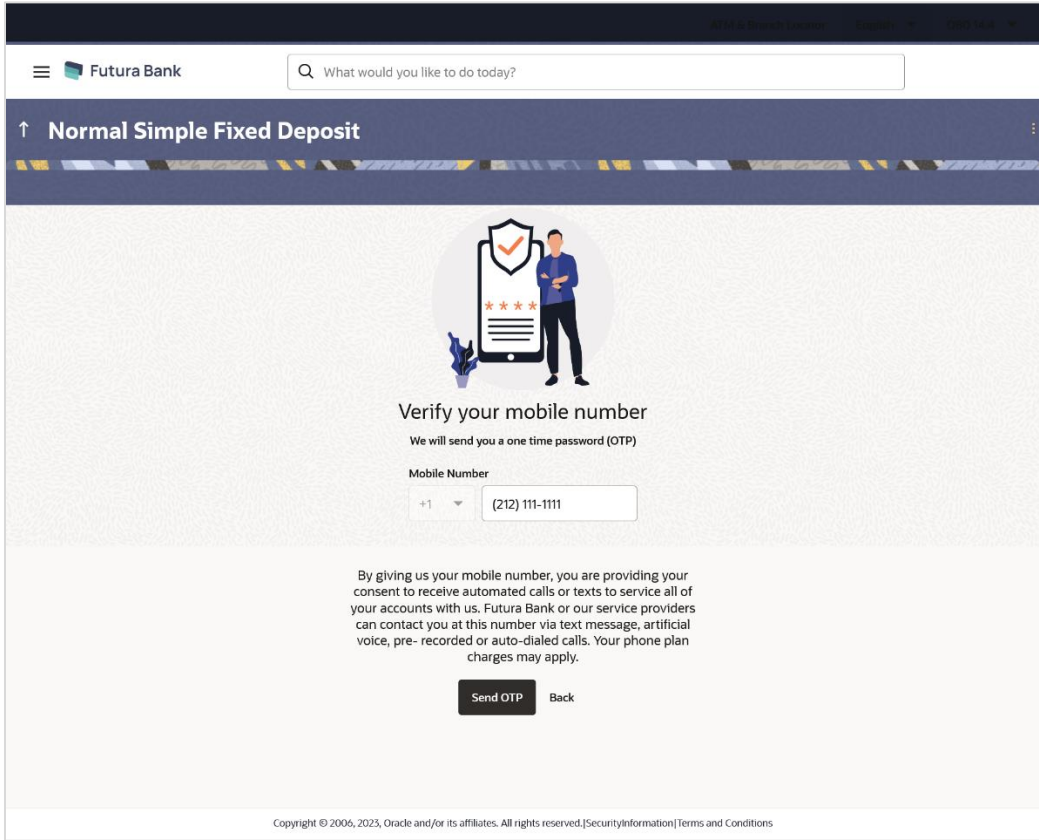 ATM & Branch Locator English
Futura Bank
What would you like to do today?
Normal Simple Fixed Deposit
* * * *
Verify your mobile number
We will send you a one time password (OTP)
Mobile Number
+1 (212) 111-1111
By giving us your mobile number, you are providing your
consent to receive automated calls or texts to service all of
your accounts with us. Futura Bank or our service providers
can contact you at this number via text message, artificial
voice, pre- recorded or auto-dialed calls. Your phone plan
charges may apply.
Send OTP Back
Copyright © 2006, 2023, Oracle and/or its affiliates. All rights reserved.|SecurityInformation|Terms and Conditions